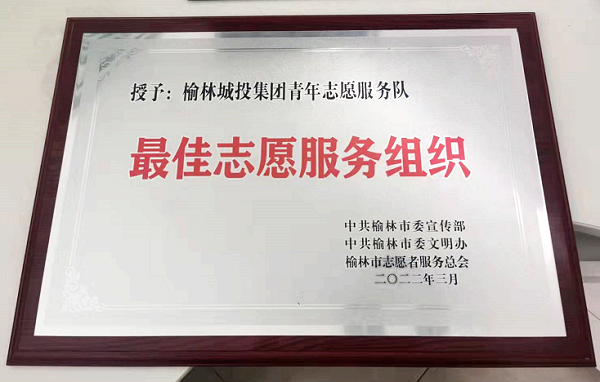 授予：榆林城投集团青年志愿服务队
最佳志愿服务组织
中共榆林市委宣传部
中共榆林市委文明办
榆林市志愿者服务总会
二〇二二年三月